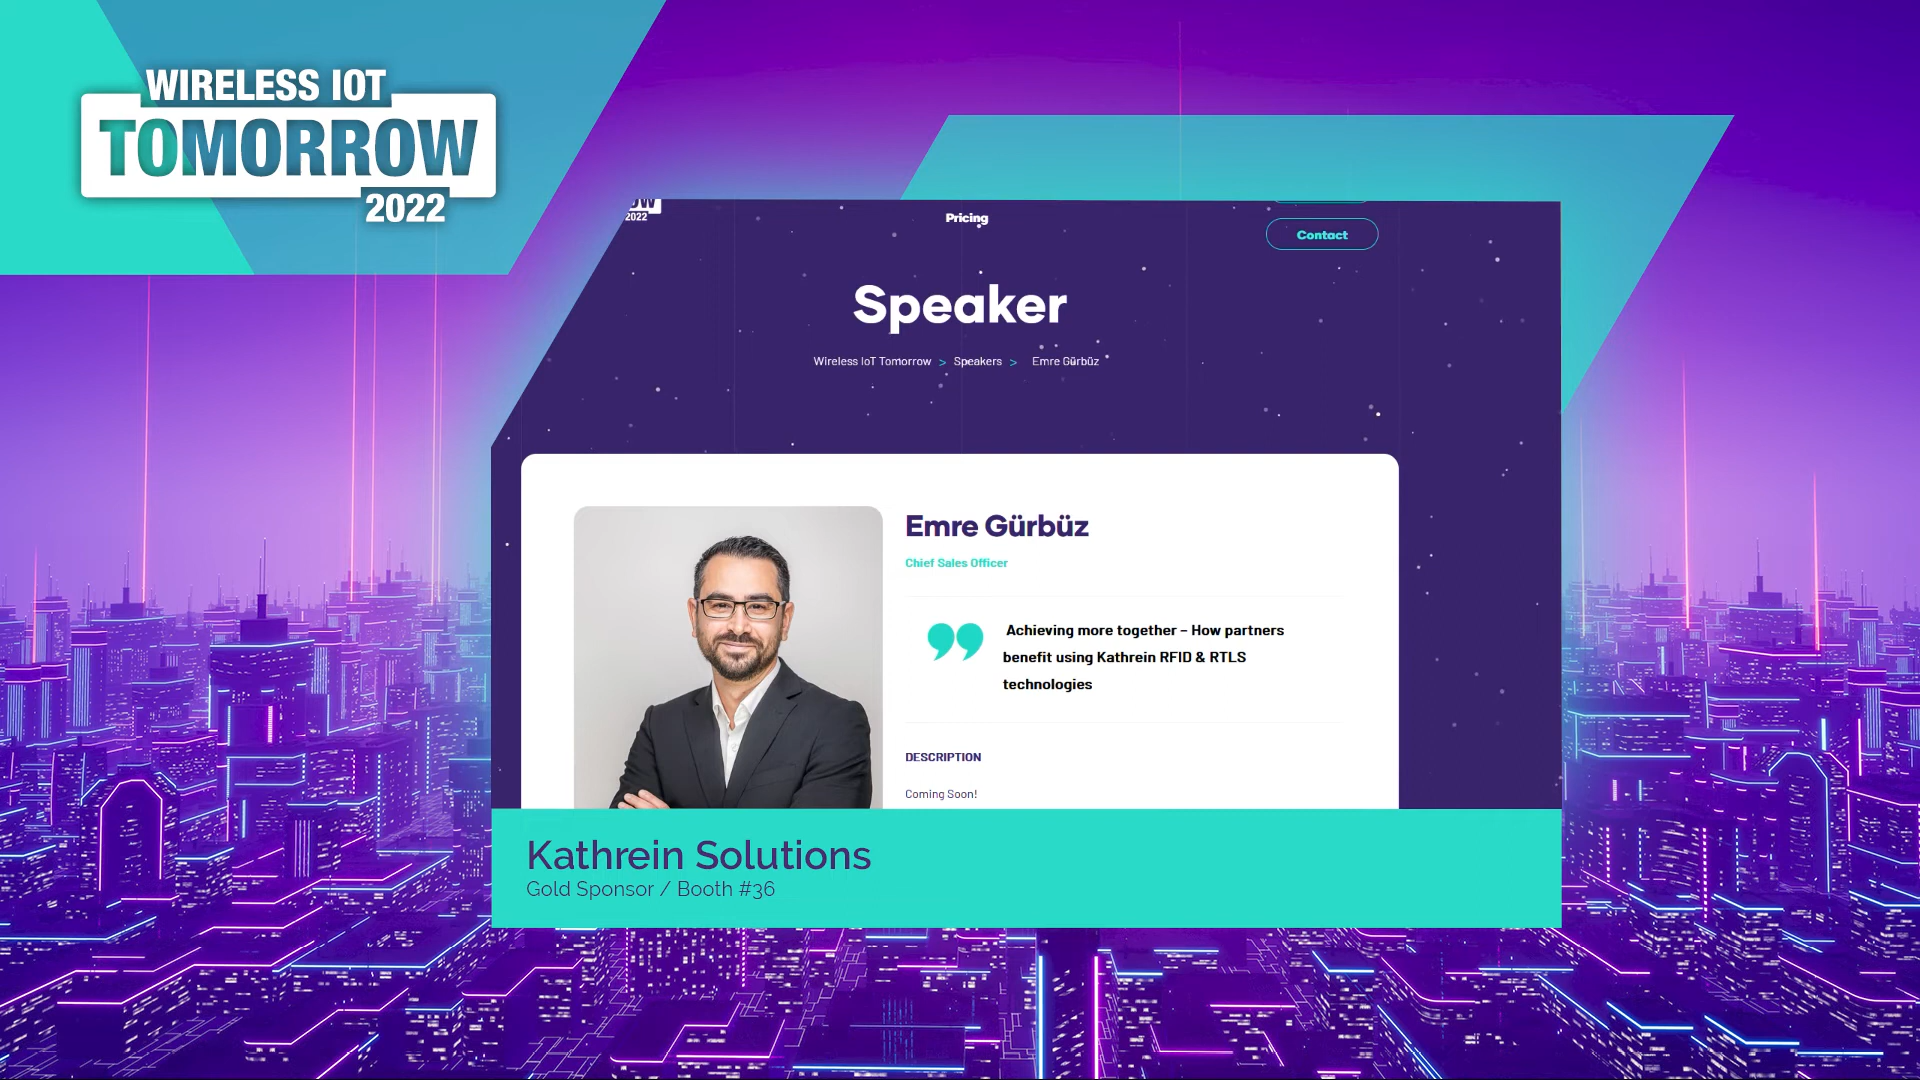 WIRELESS IOT
TOMORROW
2022
2022
Pricing
Contact
Speaker
Wireless IoT Tomorrow > Speakers > Emre Gürbüz
Emre Gürbüz
Chief Sales Officer
Achieving more together – How partners
benefit using Kathrein RFID & RTLS
technologies
DESCRIPTION
Coming Soon!
Kathrein Solutions
Gold Sponsor / Booth #36